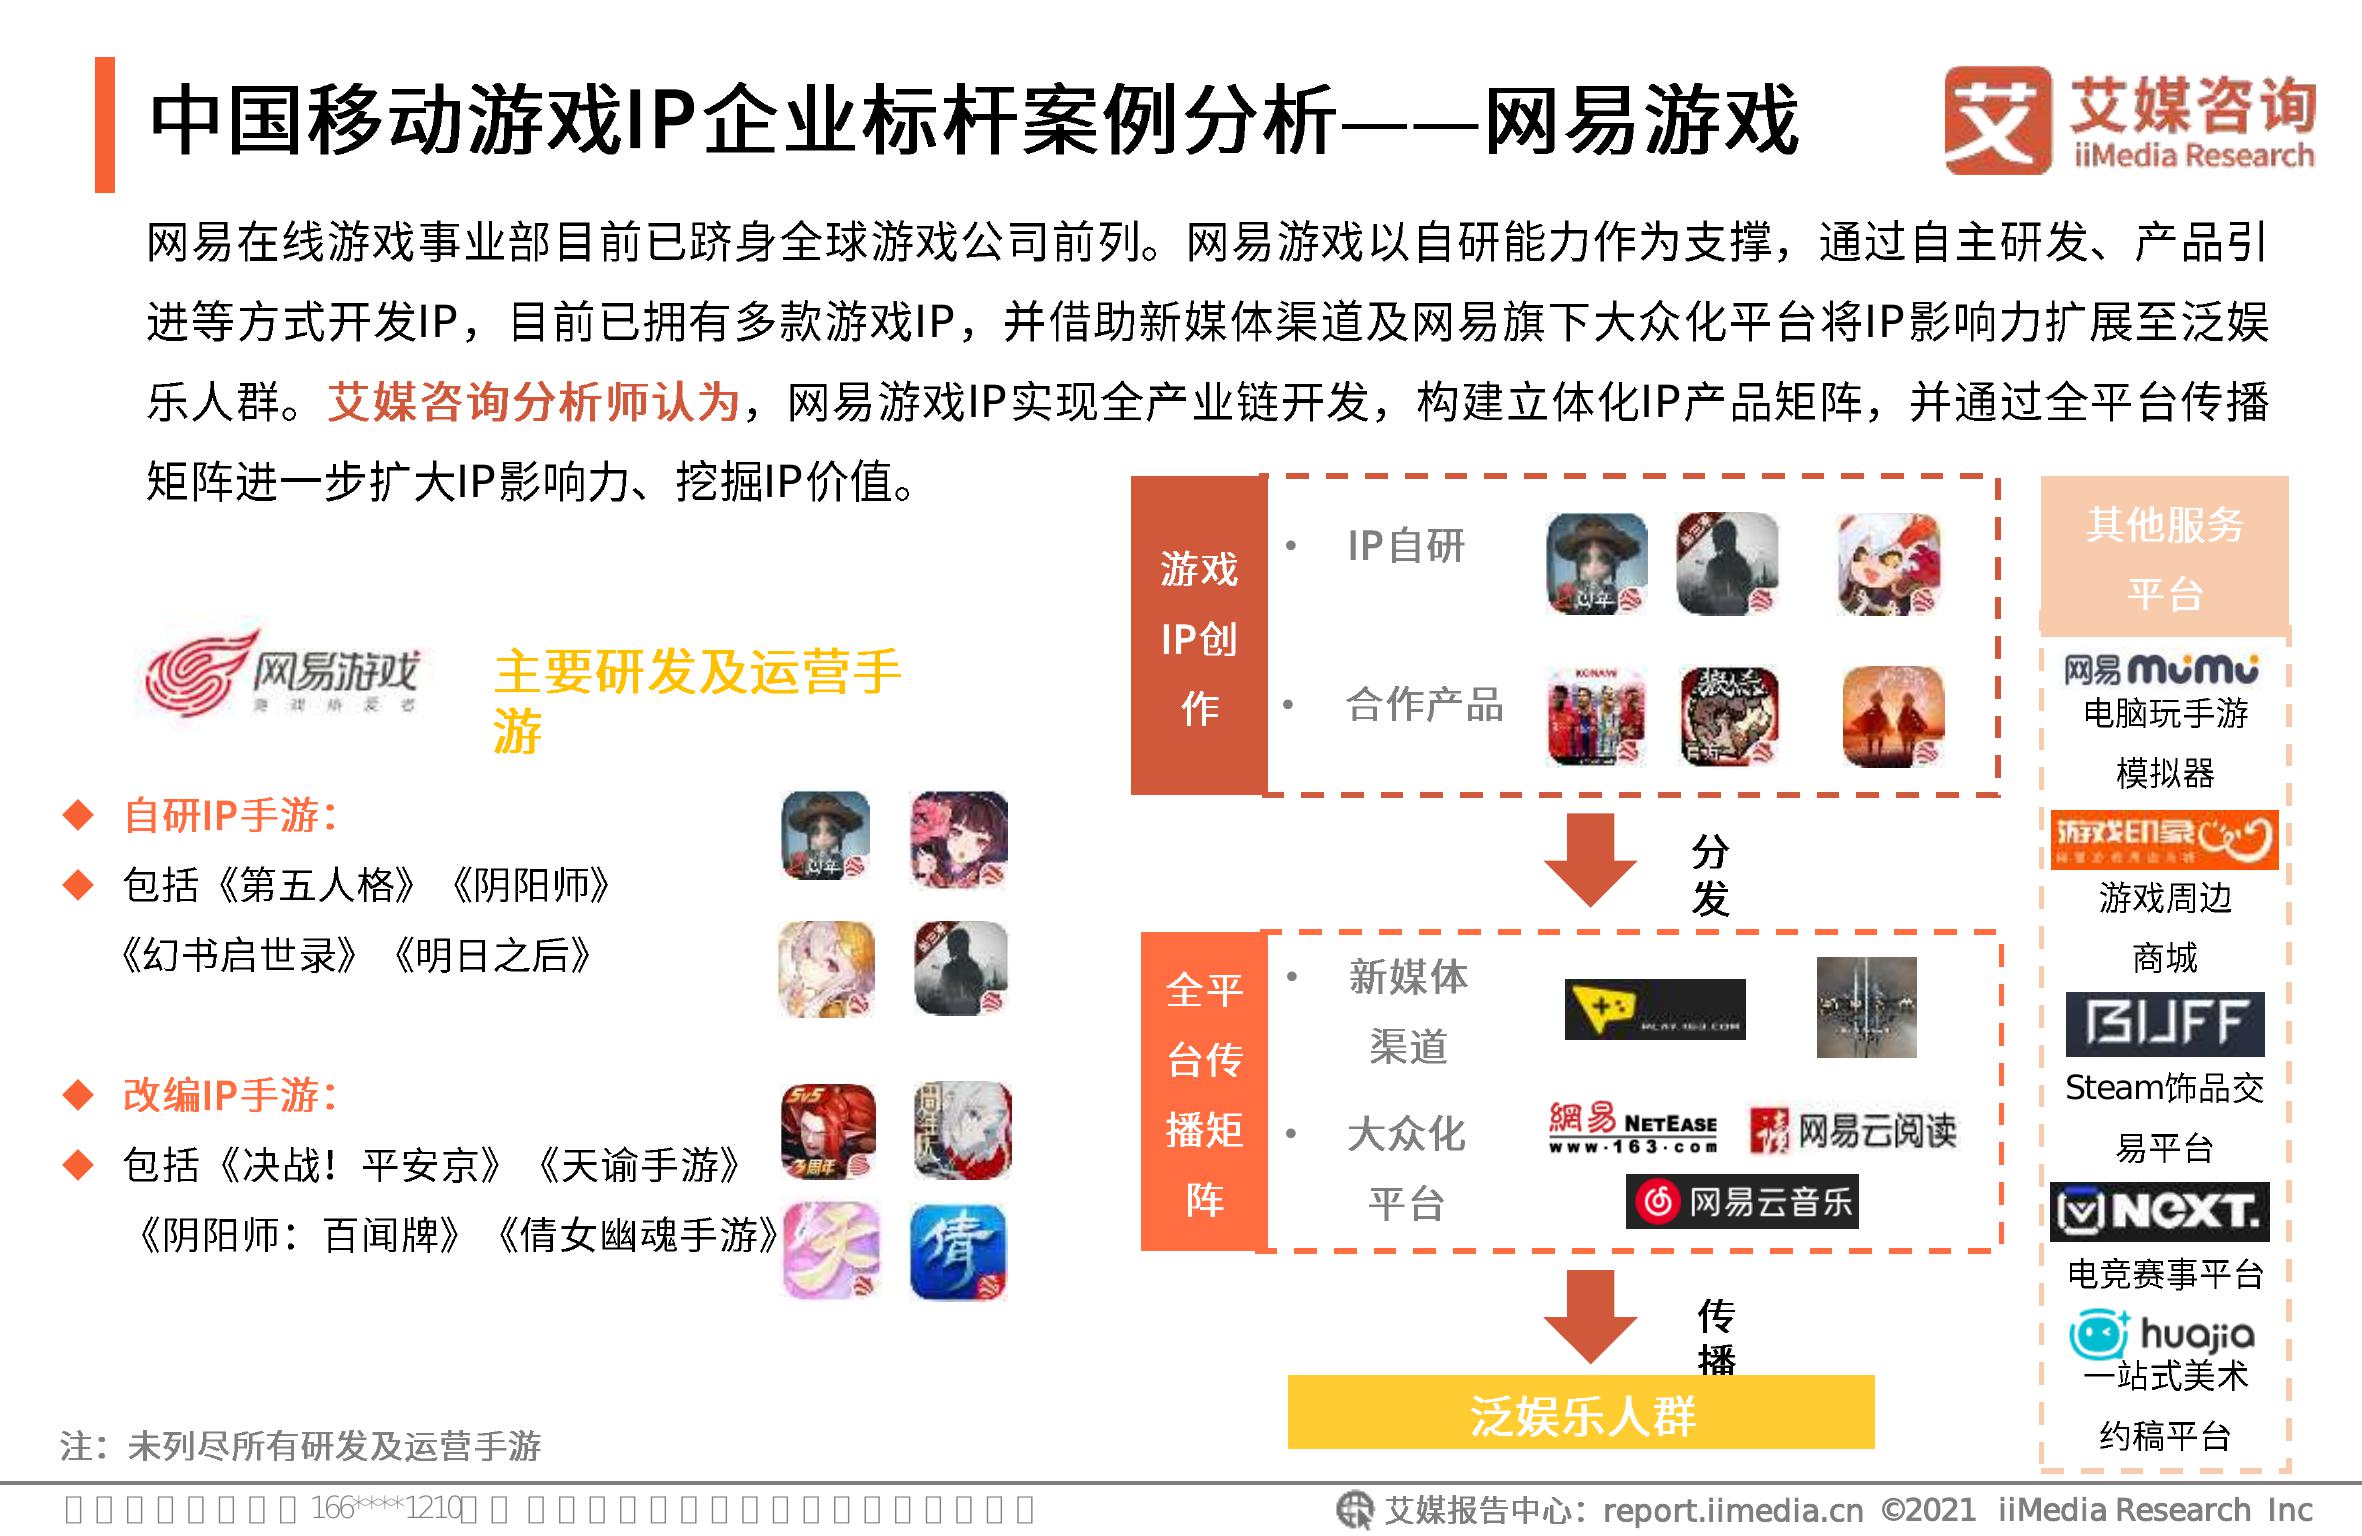 中国移动游戏IP企业标杆案例分析——网易游戏
艾媒咨询
iiMedia Research
网易在线游戏事业部目前已跻身全球游戏公司前列。网易游戏以自研能力作为支撑，通过自主研发、产品引
进等方式开发IP，目前已拥有多款游戏IP，并借助新媒体渠道及网易旗下大众化平台将IP影响力扩展至泛娱
乐人群。艾媒咨询分析师认为，网易游戏IP实现全产业链开发，构建立体化IP产品矩阵，并通过全平台传播
矩阵进一步扩大IP影响力、挖掘IP价值。
网易游戏
游戏热爱者
主要研发及运营手
游
◆ 自研IP手游：
◆ 包括《第五人格》《阴阳师》
《幻书启世录》《明日之后》
◆ 改编IP手游：
◆ 包括《决战！平安京》《天谕手游》
《阴阳师：百闻牌》《倩女幽魂手游》
5v5
3周年
周年庆
天
倩
注：未列尽所有研发及运营手游
游戏
IP创
作
• IP自研
• 合作产品
KONAMI
分
发
全平
台传
播矩
阵
• 新媒体
渠道
PLAY.163.COM
• 大众化
平台
網易 NETEASE
www.163.com
网易云阅读
网易云音乐
传
播
泛娱乐人群
其他服务
平台
网易MuMu
电脑玩手游
模拟器
游戏印象
游戏周边
商城
BUFF
Steam饰品交
易平台
NEXT.
电竞赛事平台
huajia
一站式美术
约稿平台
166****1210
艾媒报告中心：report.iimedia.cn ©2021 iiMedia Research Inc